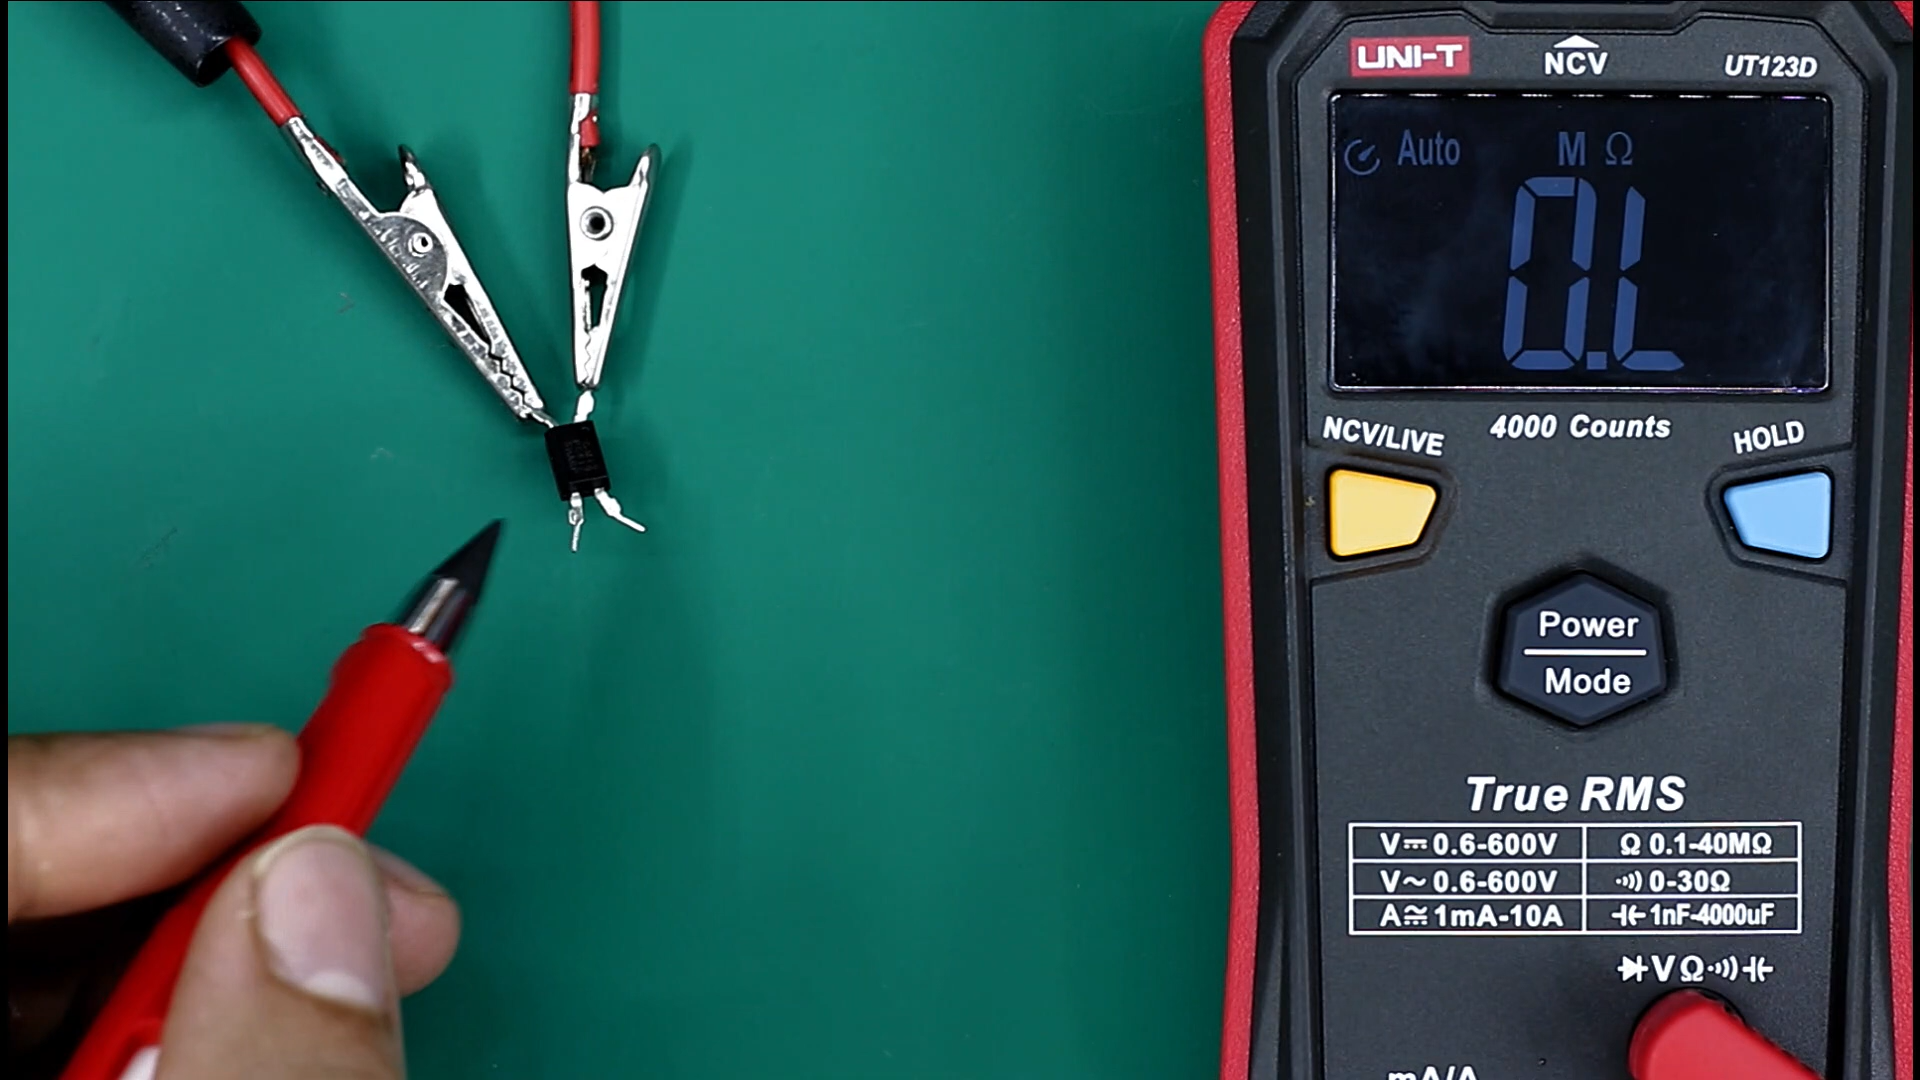 UNI-T
NCV
UT123D
Auto
M Ω
0.L
NCV/LIVE
4000 Counts
HOLD
Power
Mode
True RMS
V⎓0.6-600V
Ω 0.1-40MΩ
V~0.6-600V
0-30Ω
A≂1mA-10A
1nF-4000uF
V Ω
mA/A